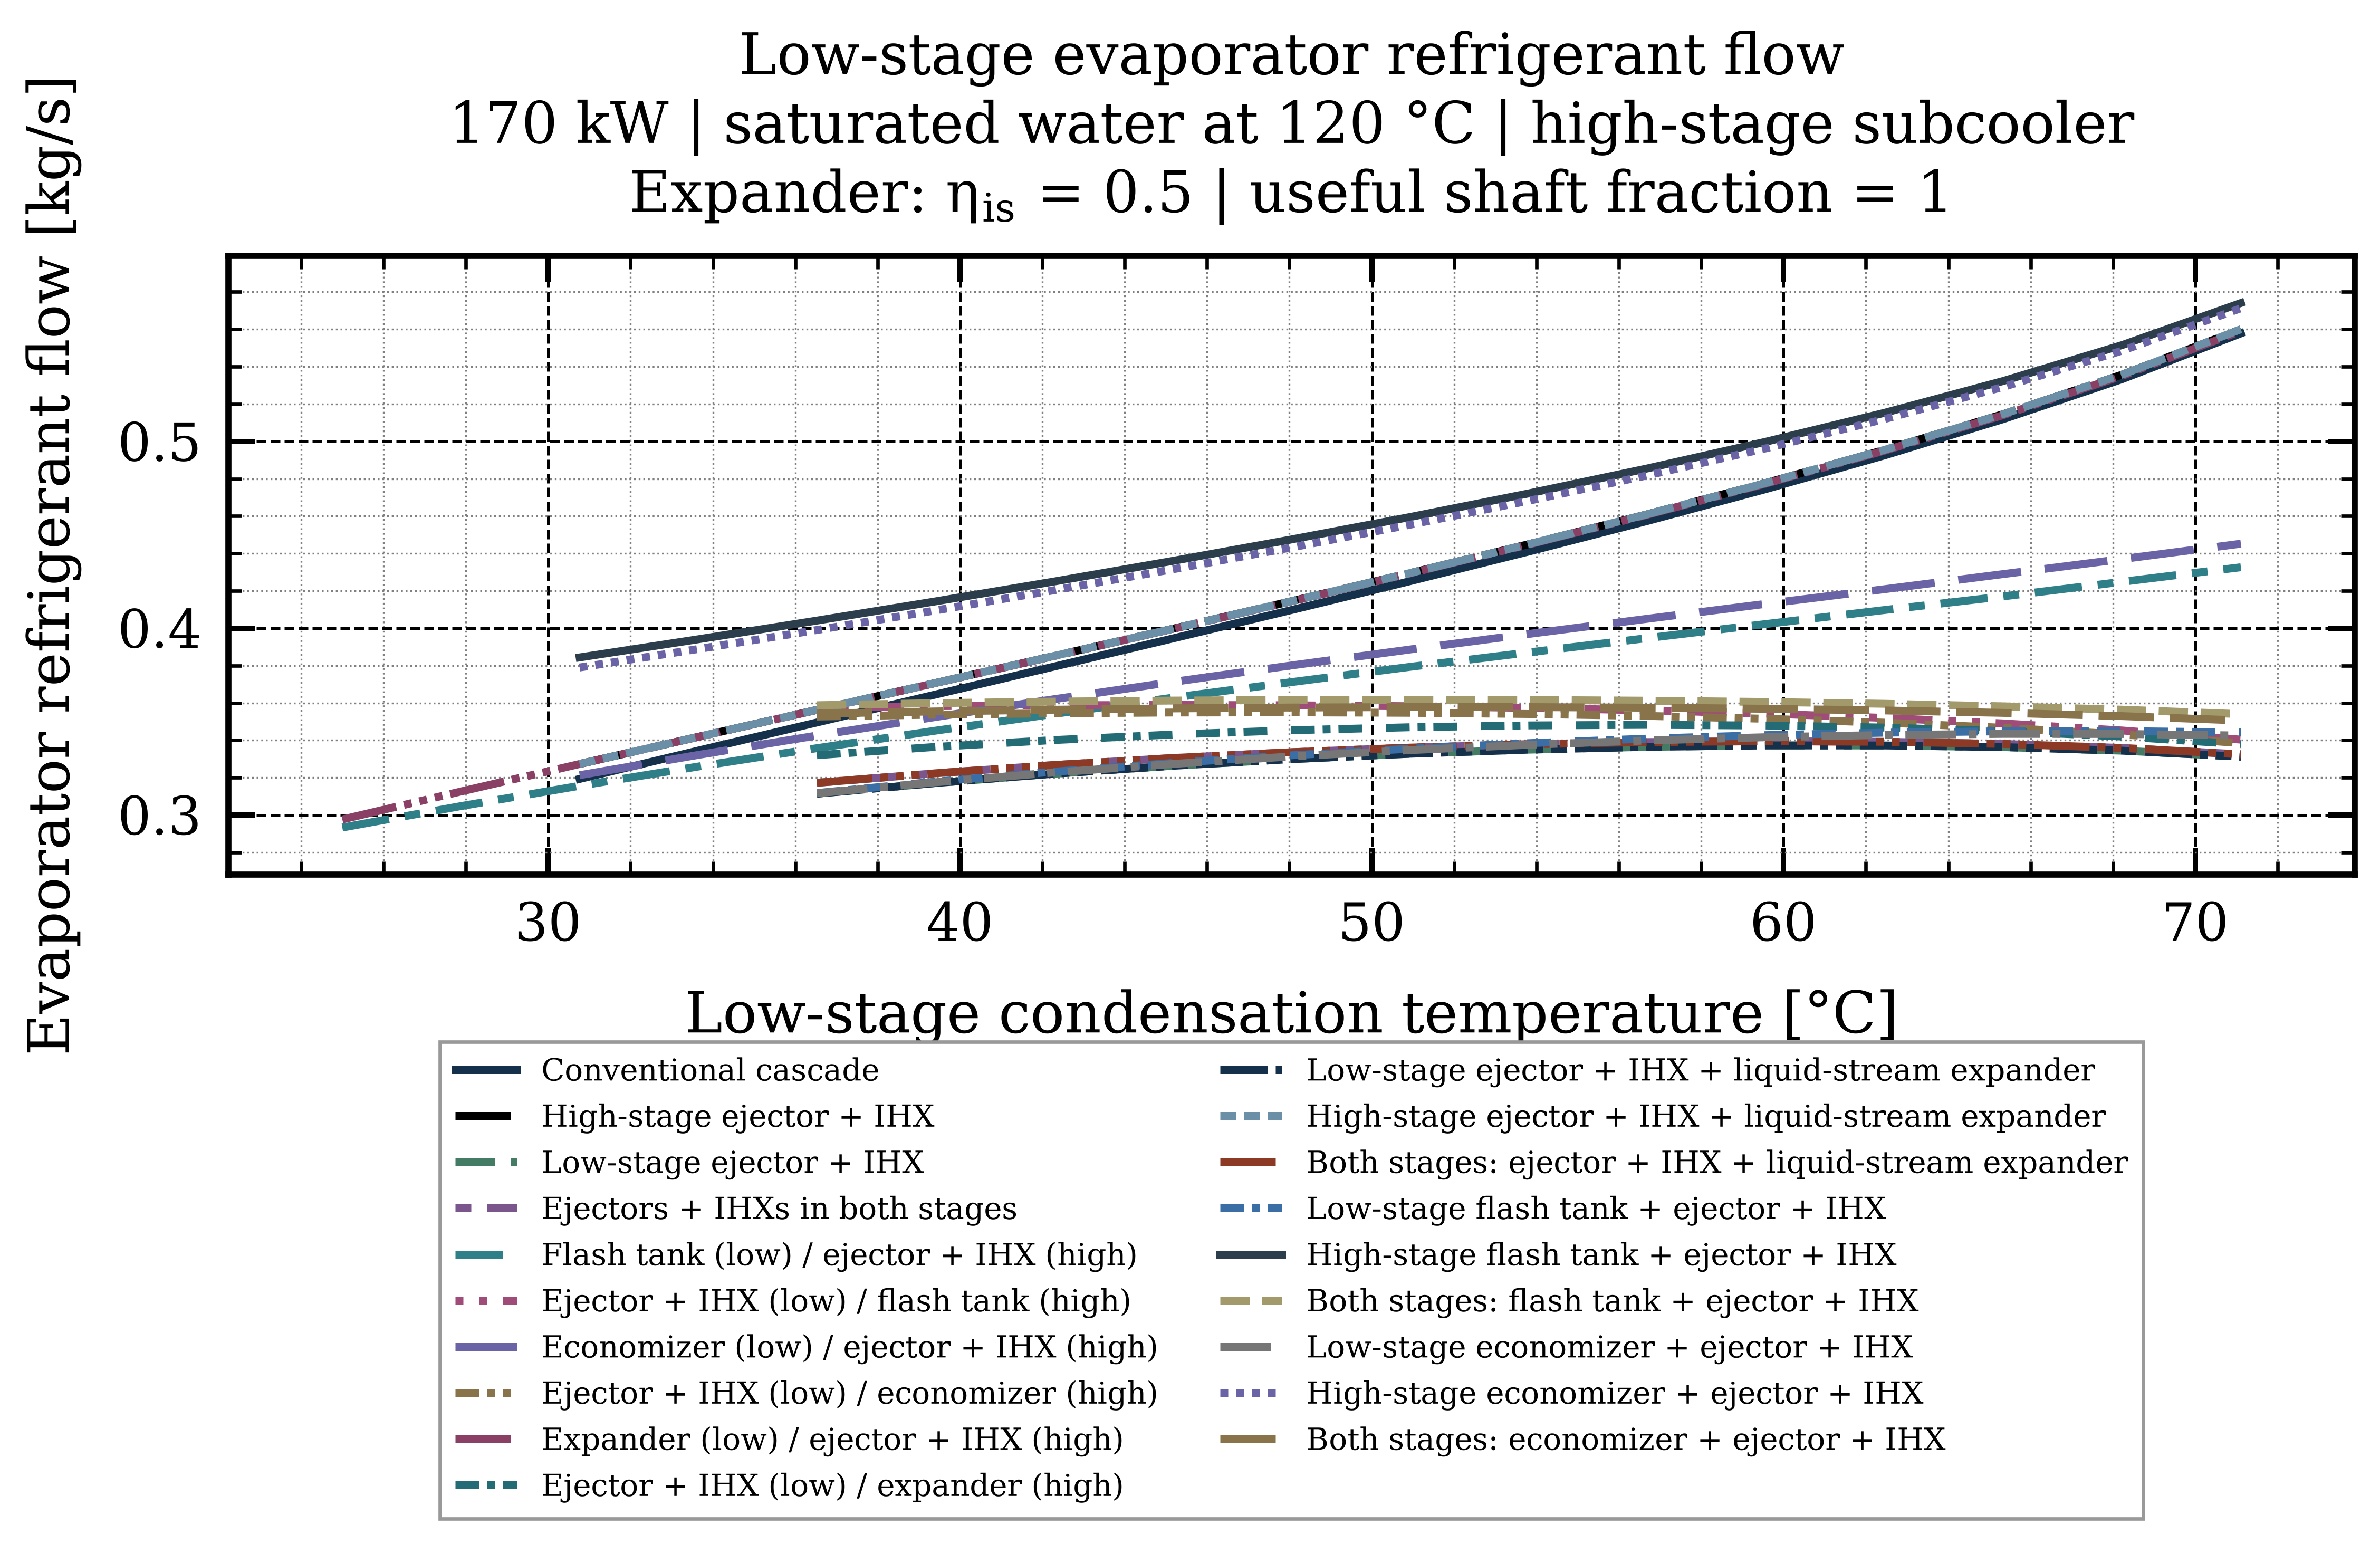 Low-stage evaporator refrigerant flow
170 kW | saturated water at 120 °C | high-stage subcooler
Expander: ηis = 0.5 | useful shaft fraction = 1
Evaporator refrigerant flow [kg/s]
0.5
0.4
0.3
30 40 50 60 70
Low-stage condensation temperature [°C]
Conventional cascade
High-stage ejector + IHX
Low-stage ejector + IHX
Ejectors + IHXs in both stages
Flash tank (low) / ejector + IHX (high)
Ejector + IHX (low) / flash tank (high)
Economizer (low) / ejector + IHX (high)
Ejector + IHX (low) / economizer (high)
Expander (low) / ejector + IHX (high)
Ejector + IHX (low) / expander (high)
Low-stage ejector + IHX + liquid-stream expander
High-stage ejector + IHX + liquid-stream expander
Both stages: ejector + IHX + liquid-stream expander
Low-stage flash tank + ejector + IHX
High-stage flash tank + ejector + IHX
Both stages: flash tank + ejector + IHX
Low-stage economizer + ejector + IHX
High-stage economizer + ejector + IHX
Both stages: economizer + ejector + IHX